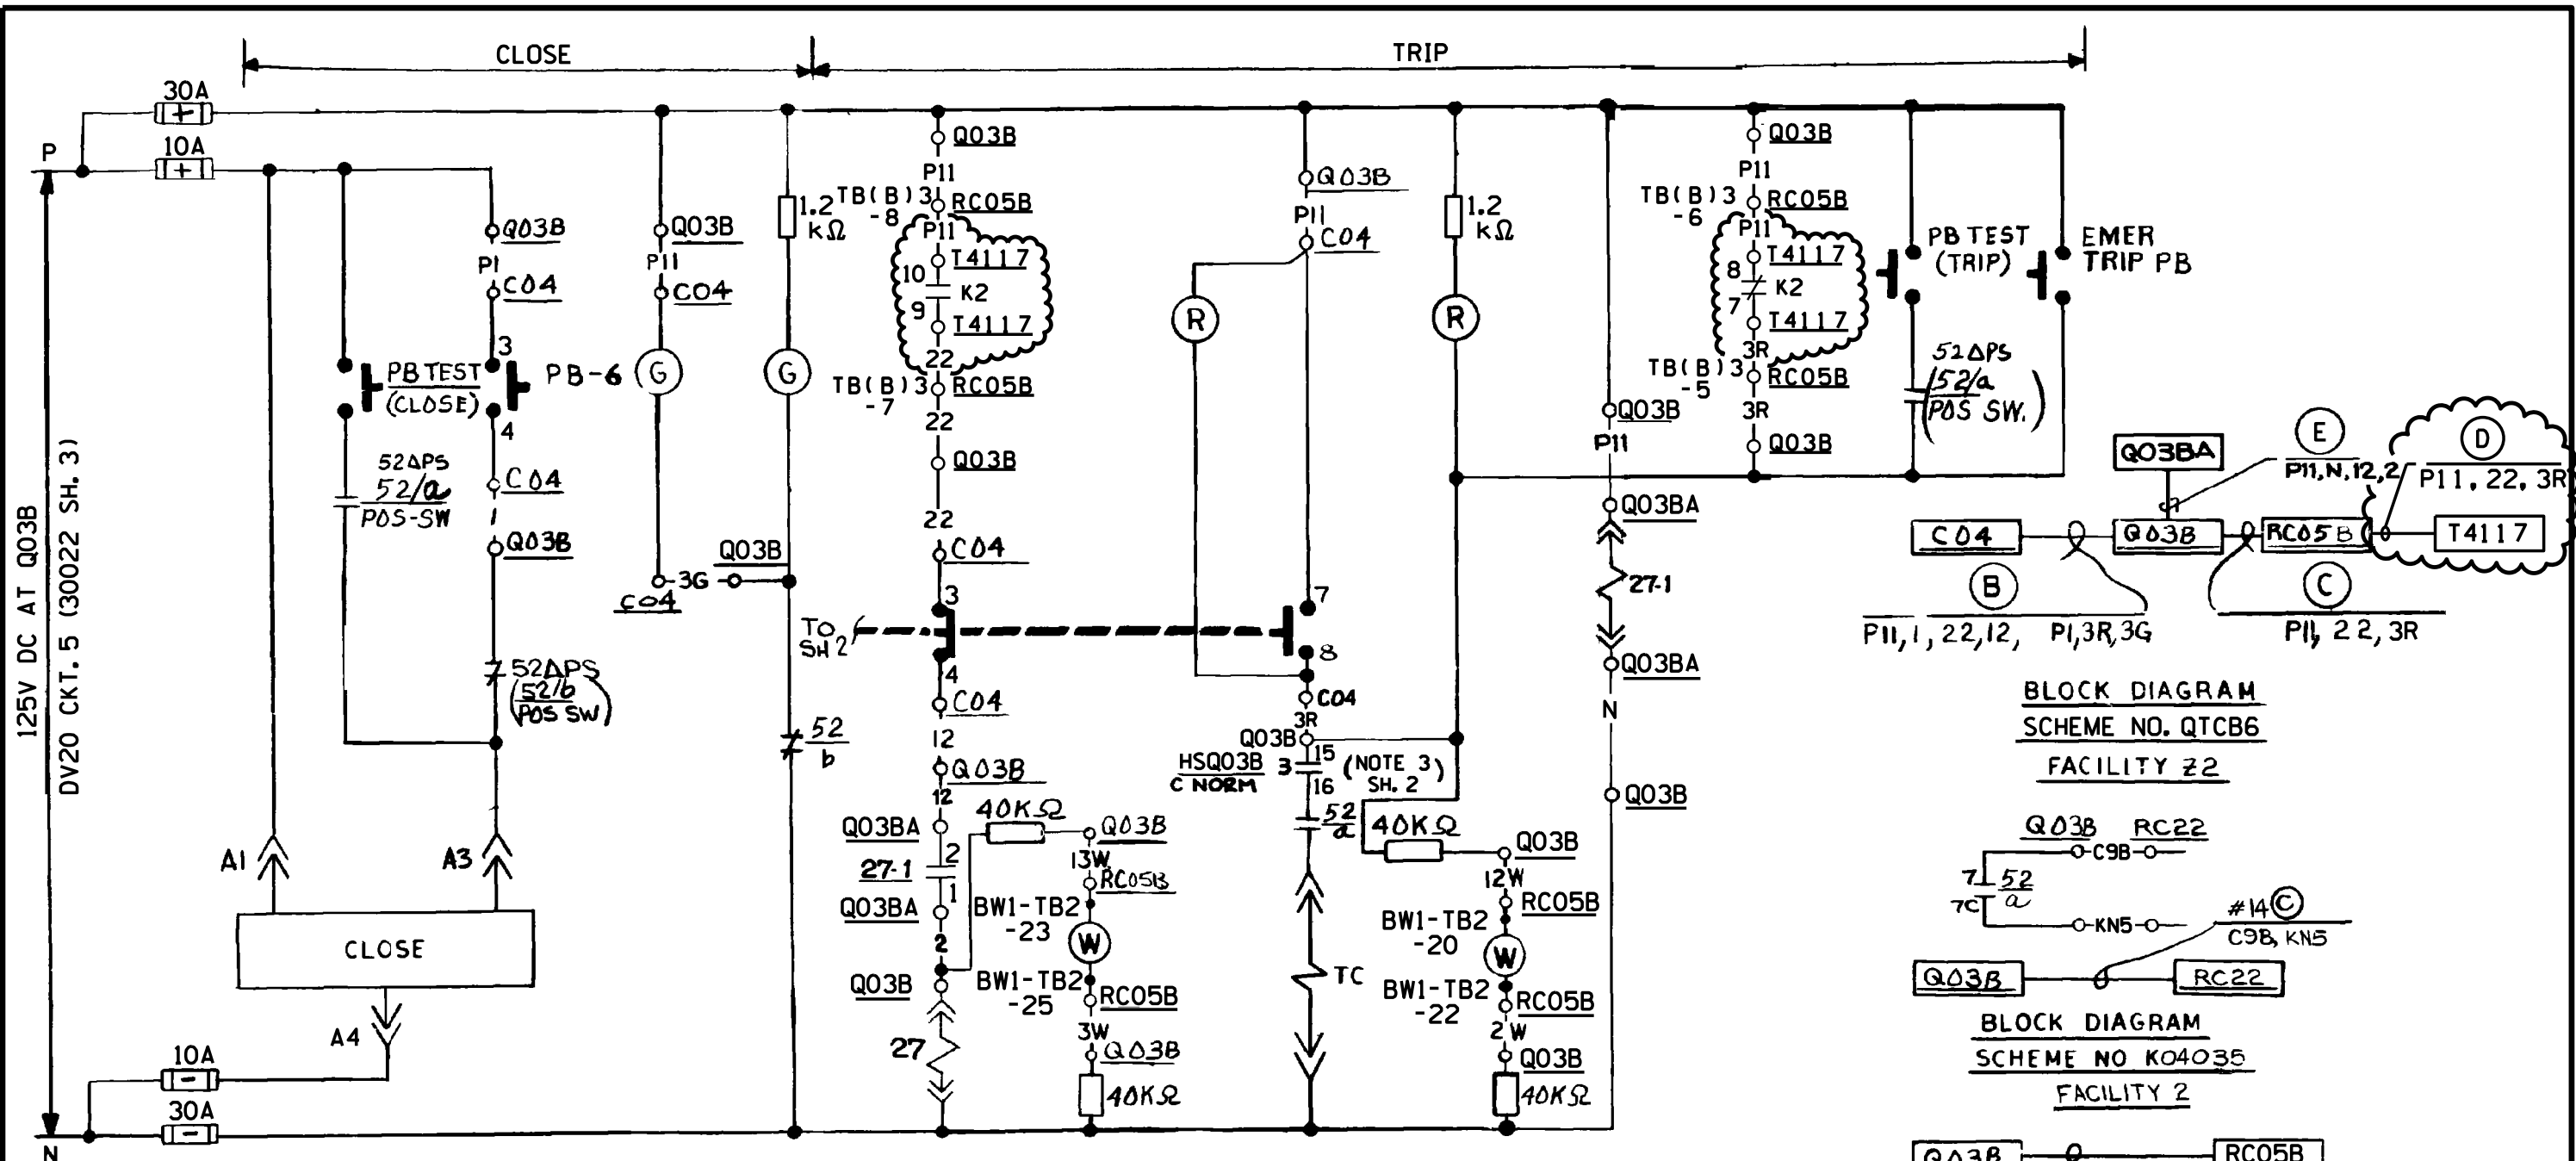 CLOSE
TRIP
30A
+
P
10A
+
125V DC AT Q03B
DV20 CKT. 5 (30022 SH. 3)
Q03B
P1
C04
3
PB TEST
(CLOSE)
PB-6
4
52ΔPS
52/a
POS-SW
C04
Q03B
52ΔPS
(52/b
POS SW)
A1
A3
CLOSE
A4
10A
-
30A
-
N
Q03B
P11
C04
G
3G
C04
Q03B
1.2
kΩ
G
52
b
Q03B
P11
TB(B)3
-8
RC05B
P11
T4117
10
K2
9
T4117
22
TB(B)3
-7
RC05B
22
Q03B
22
C04
3
TO
SH 2
4
C04
12
Q03B
12
Q03BA
2
27-1
1
Q03BA
2
Q03B
27
40KΩ
Q03B
13W
RC05B
BW1-TB2
-23
W
BW1-TB2
-25
RC05B
3W
Q03B
40KΩ
Q03B
P11
C04
R
7
8
C04
3R
Q03B
15
HSQ03B
C NORM
3
16
(NOTE 3)
SH. 2
52
a
TC
1.2
kΩ
R
40KΩ
Q03B
12W
RC05B
BW1-TB2
-20
W
BW1-TB2
-22
RC05B
2W
Q03B
40KΩ
Q03B
P11
Q03BA
27-1
Q03BA
N
Q03B
Q03B
P11
TB(B)3
-6
RC05B
P11
T4117
8
K2
7
T4117
3R
TB(B)3
-5
RC05B
3R
Q03B
PB TEST
(TRIP)
52ΔPS
(52/a
POS SW.)
EMER
TRIP PB
E
D
Q03BA
P11,N,12,2
P11, 22, 3R
C04
Q03B
RC05B
T4117
B
C
P11,1,22,12, P1,3R,3G
P11, 22, 3R
BLOCK DIAGRAM
SCHEME NO. QTCB6
FACILITY Z2
Q03B
RC22
C9B
7
52
a
7C
KN5
#14 C
C9B, KN5
Q03B
RC22
BLOCK DIAGRAM
SCHEME NO K04035
FACILITY 2
Q03B
RC05B